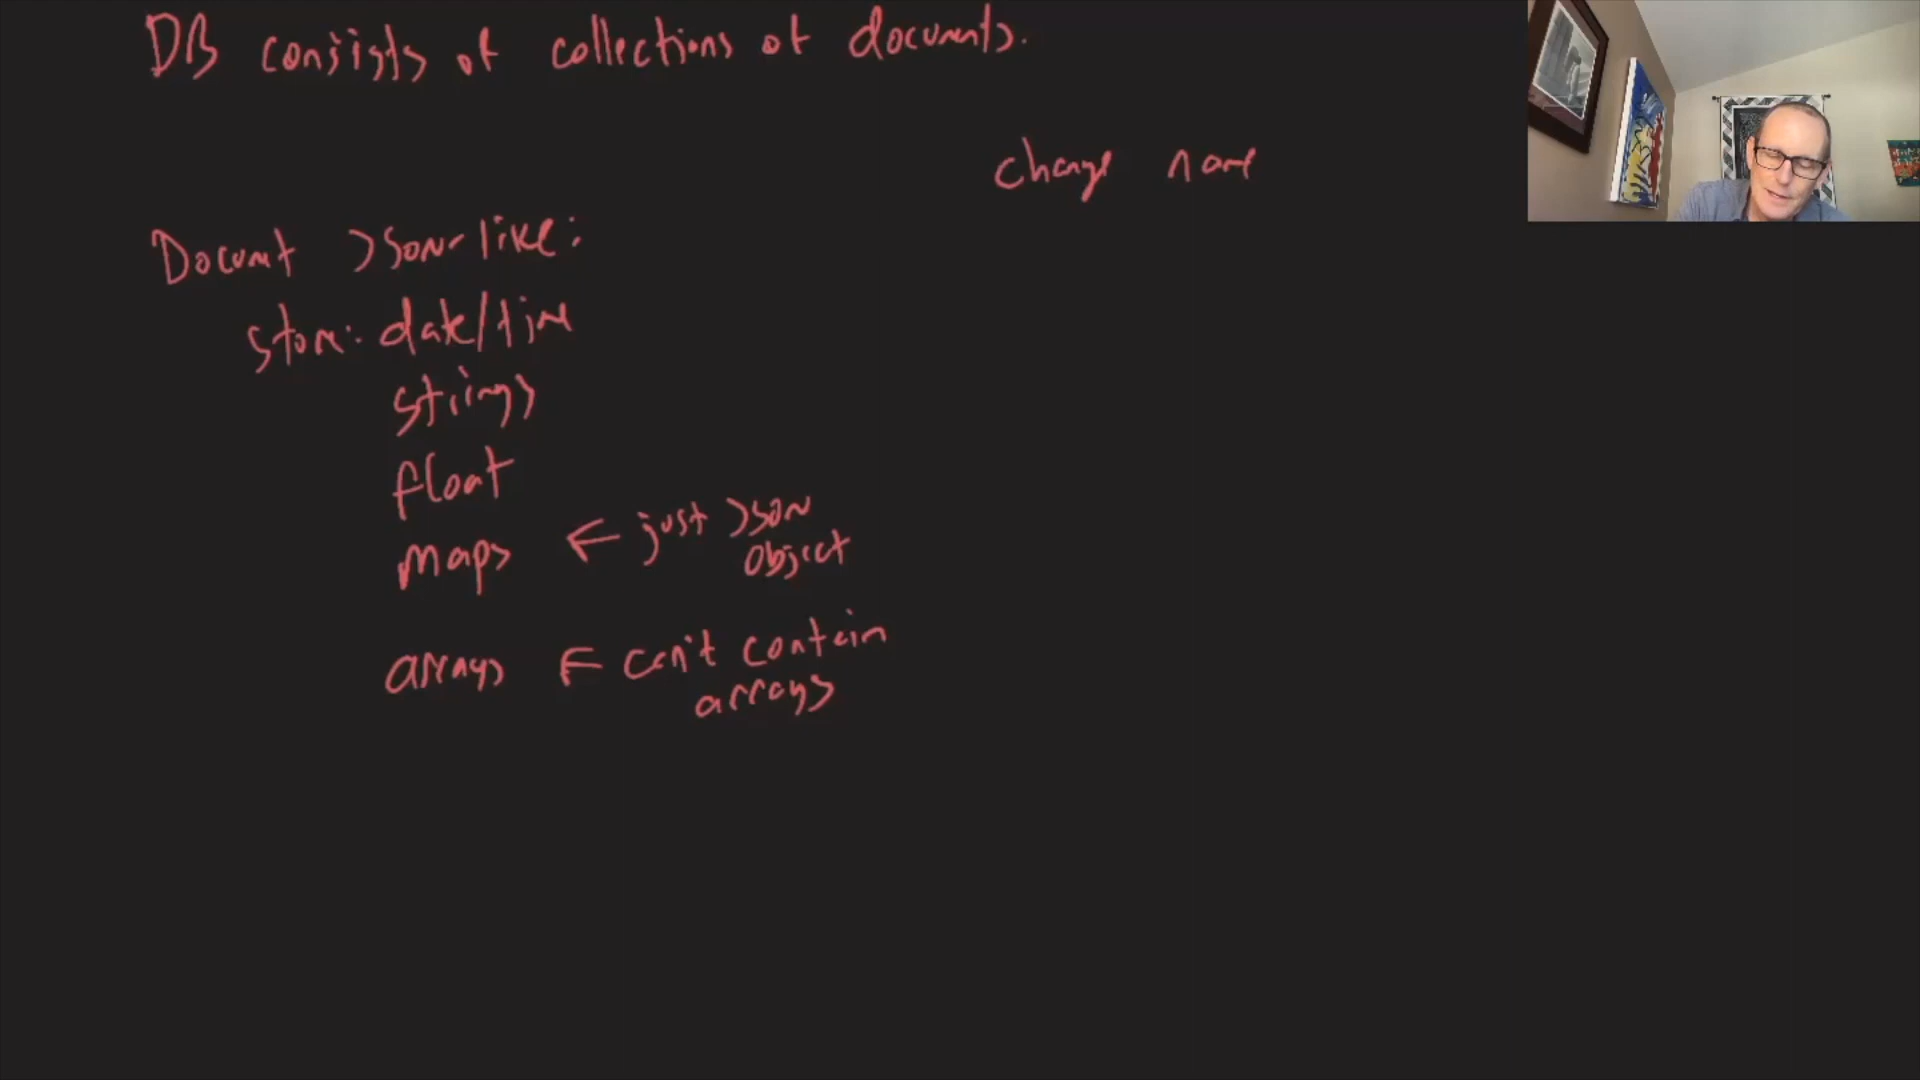 DB consists of collections of documents.
change name
Document JSON-like:
store: date/time
strings
float
maps ← just JSON
object
arrays ← can't contain
arrays